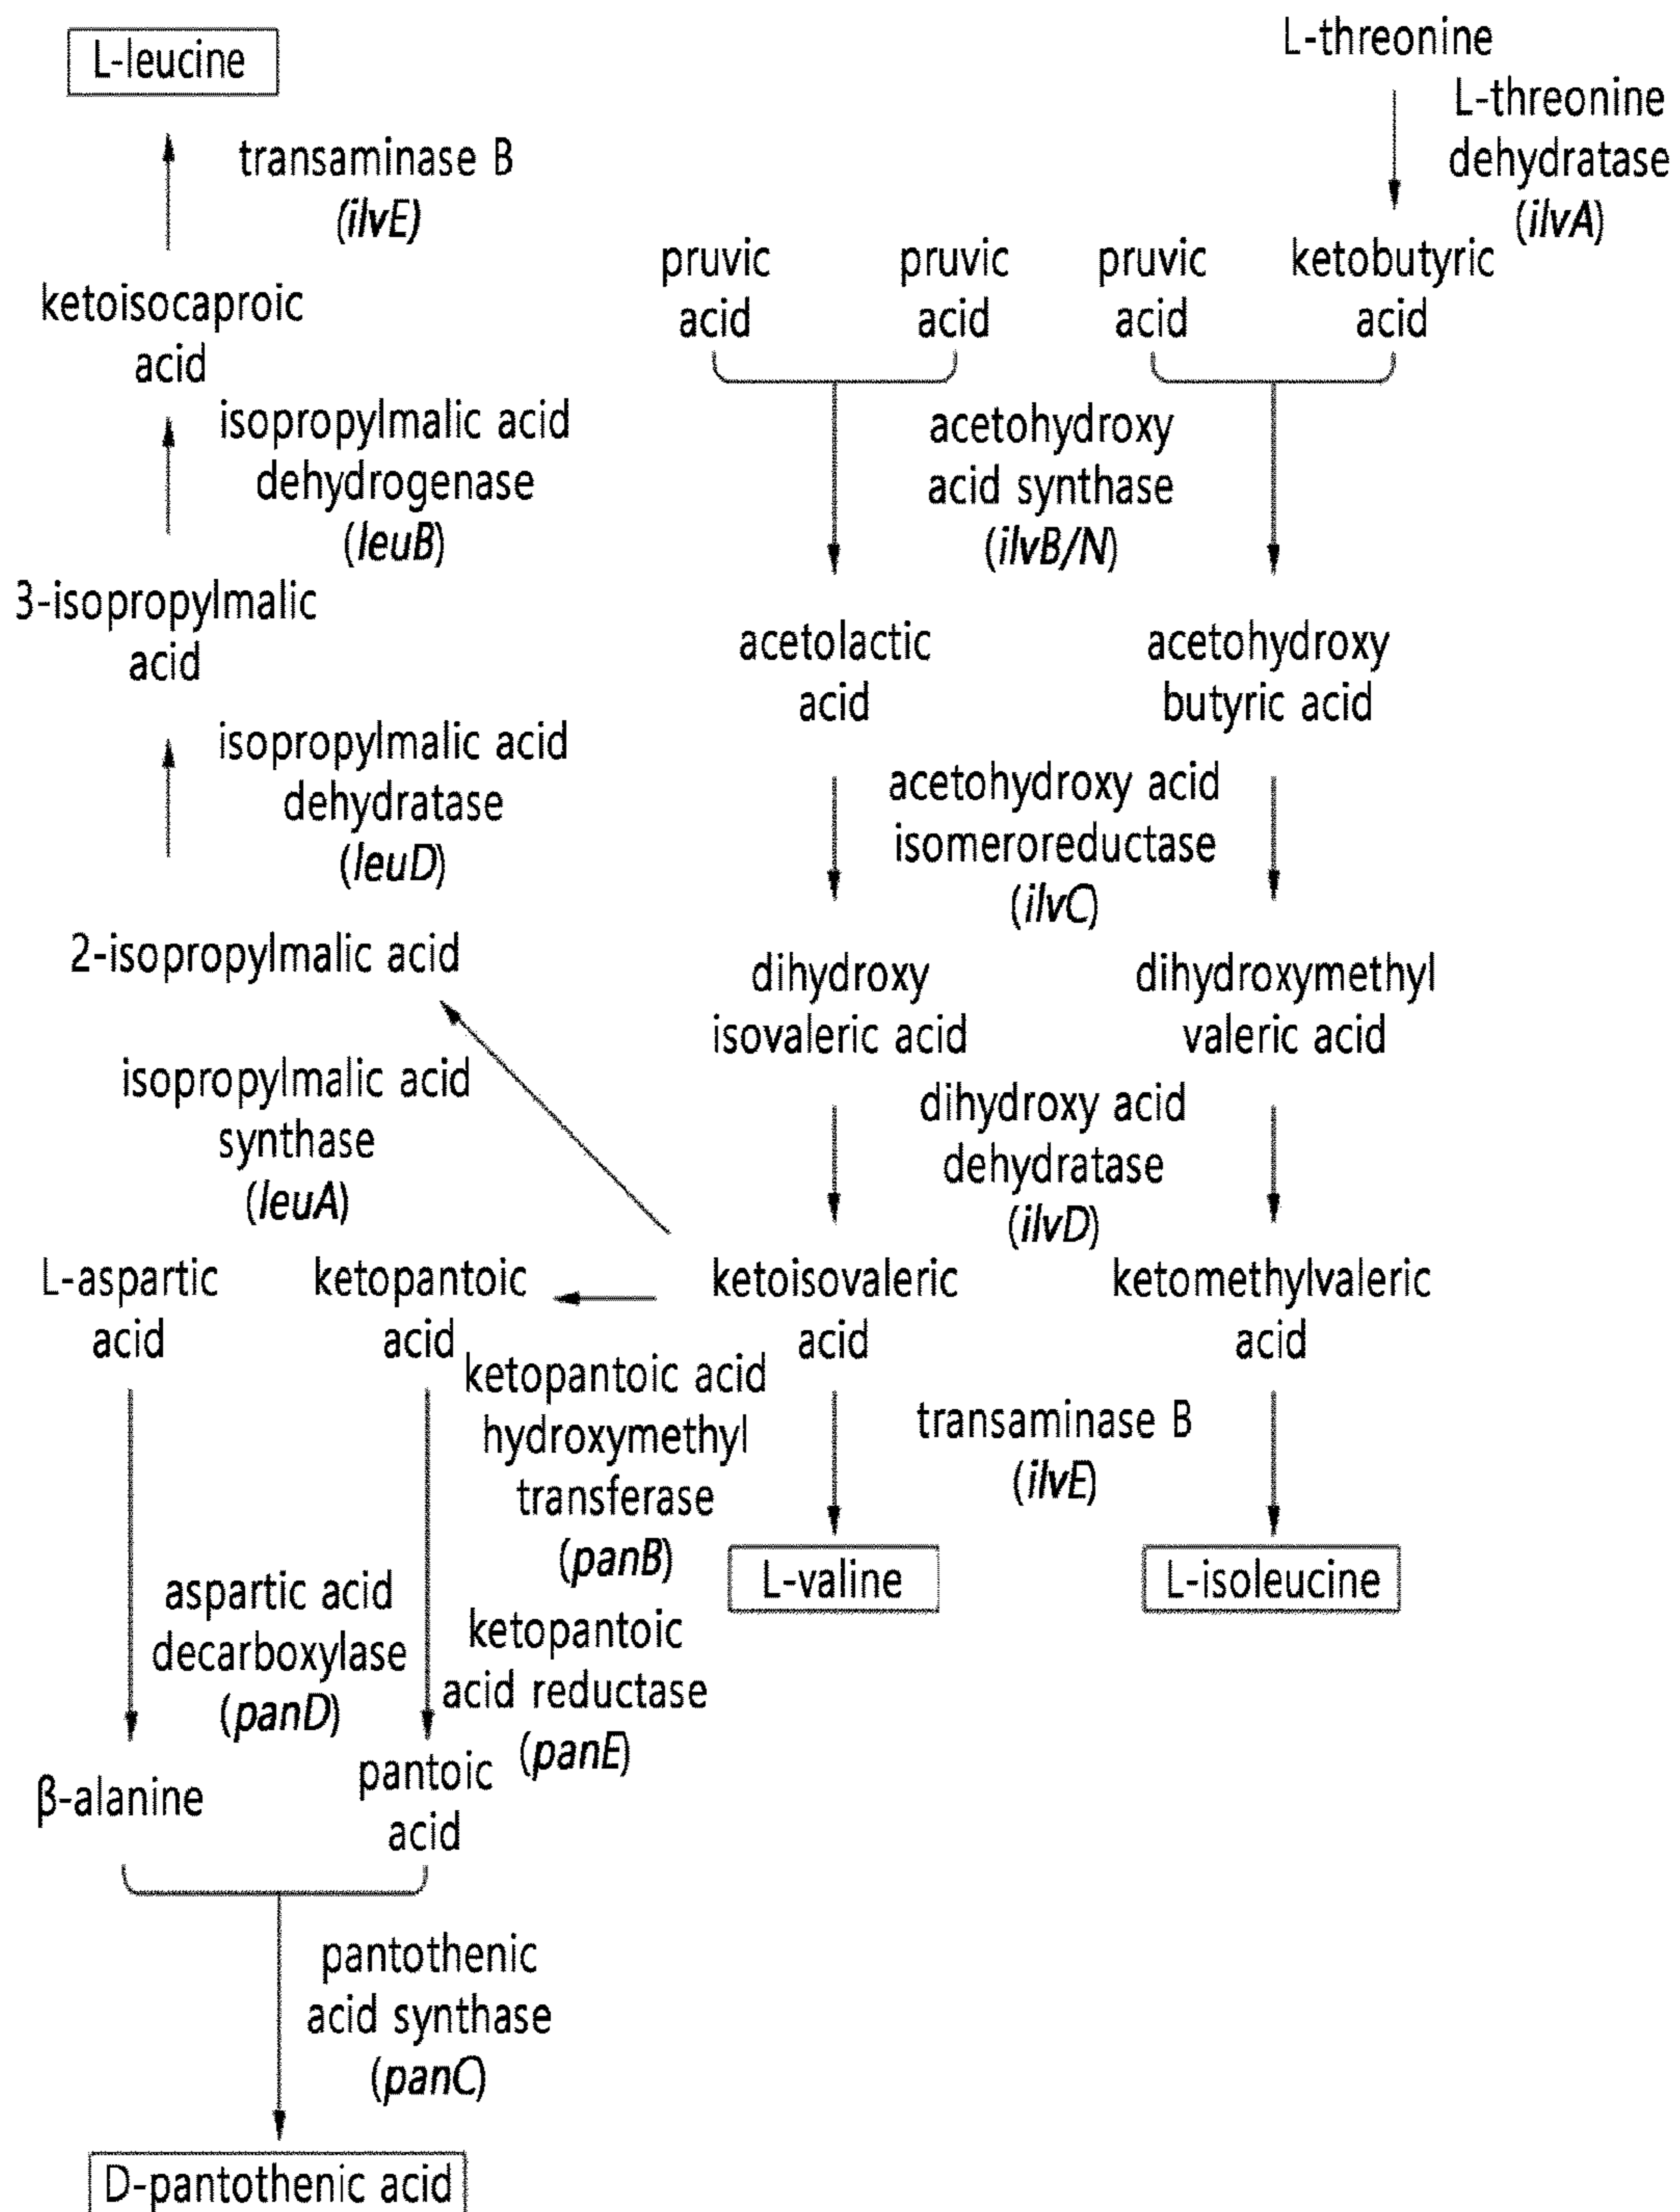 L-leucine
transaminase B
(ilvE)
ketoisocaproic
acid
isopropylmalic acid
dehydrogenase
(leuB)
3-isopropylmalic
acid
isopropylmalic acid
dehydratase
(leuD)
2-isopropylmalic acid
isopropylmalic acid
synthase
(leuA)
L-threonine
L-threonine
dehydratase
(ilvA)
pruvic
acid
pruvic
acid
pruvic
acid
ketobutyric
acid
acetohydroxy
acid synthase
(ilvB/N)
acetolactic
acid
acetohydroxy
butyric acid
acetohydroxy acid
isomeroreductase
(ilvC)
dihydroxy
isovaleric acid
dihydroxymethyl
valeric acid
dihydroxy acid
dehydratase
(ilvD)
L-aspartic
acid
ketopantoic
acid
ketoisovaleric
acid
ketomethylvaleric
acid
ketopantoic acid
hydroxymethyl
transferase
(panB)
transaminase B
(ilvE)
L-valine
L-isoleucine
aspartic acid
decarboxylase
(panD)
ketopantoic
acid reductase
(panE)
β-alanine
pantoic
acid
pantothenic
acid synthase
(panC)
D-pantothenic acid